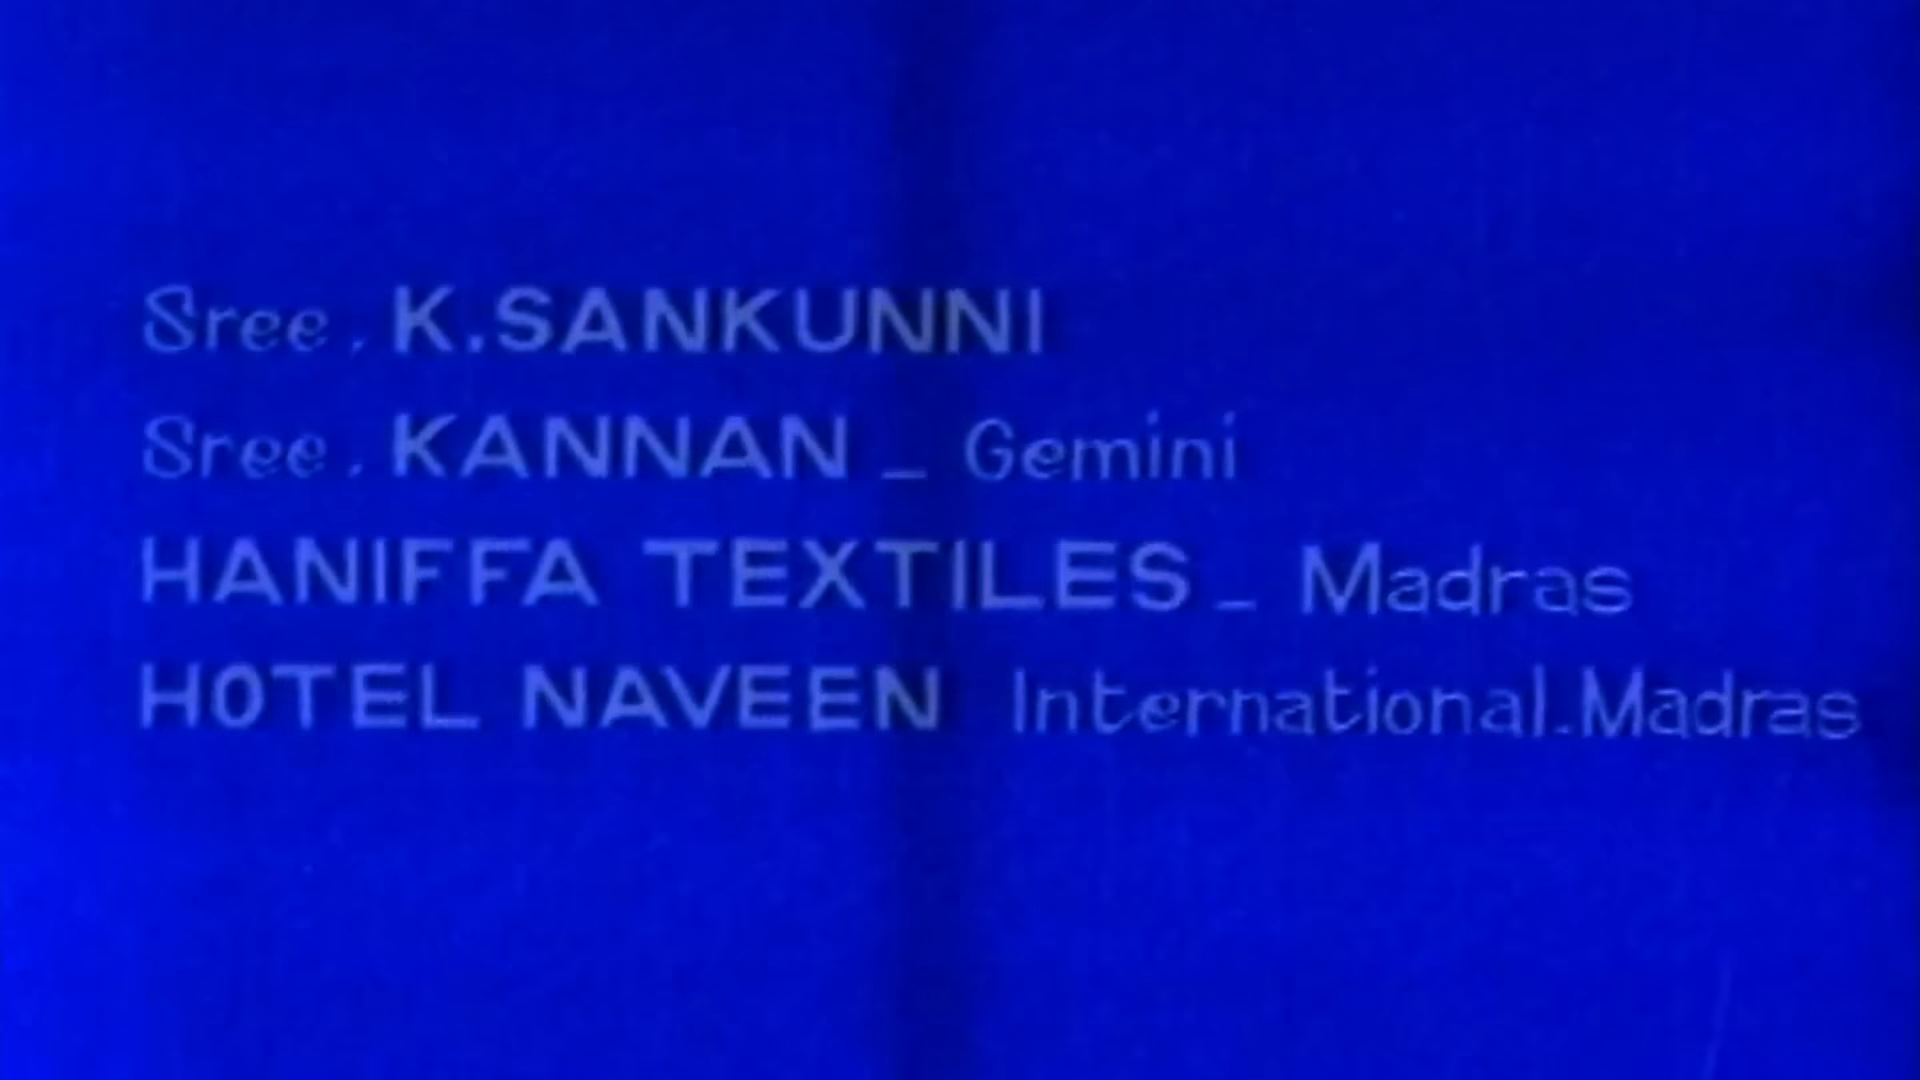 Sree. K.SANKUNNI
Sree. KANNAN _ Gemini
HANIFFA TEXTILES _ Madras
HOTEL NAVEEN International.Madras